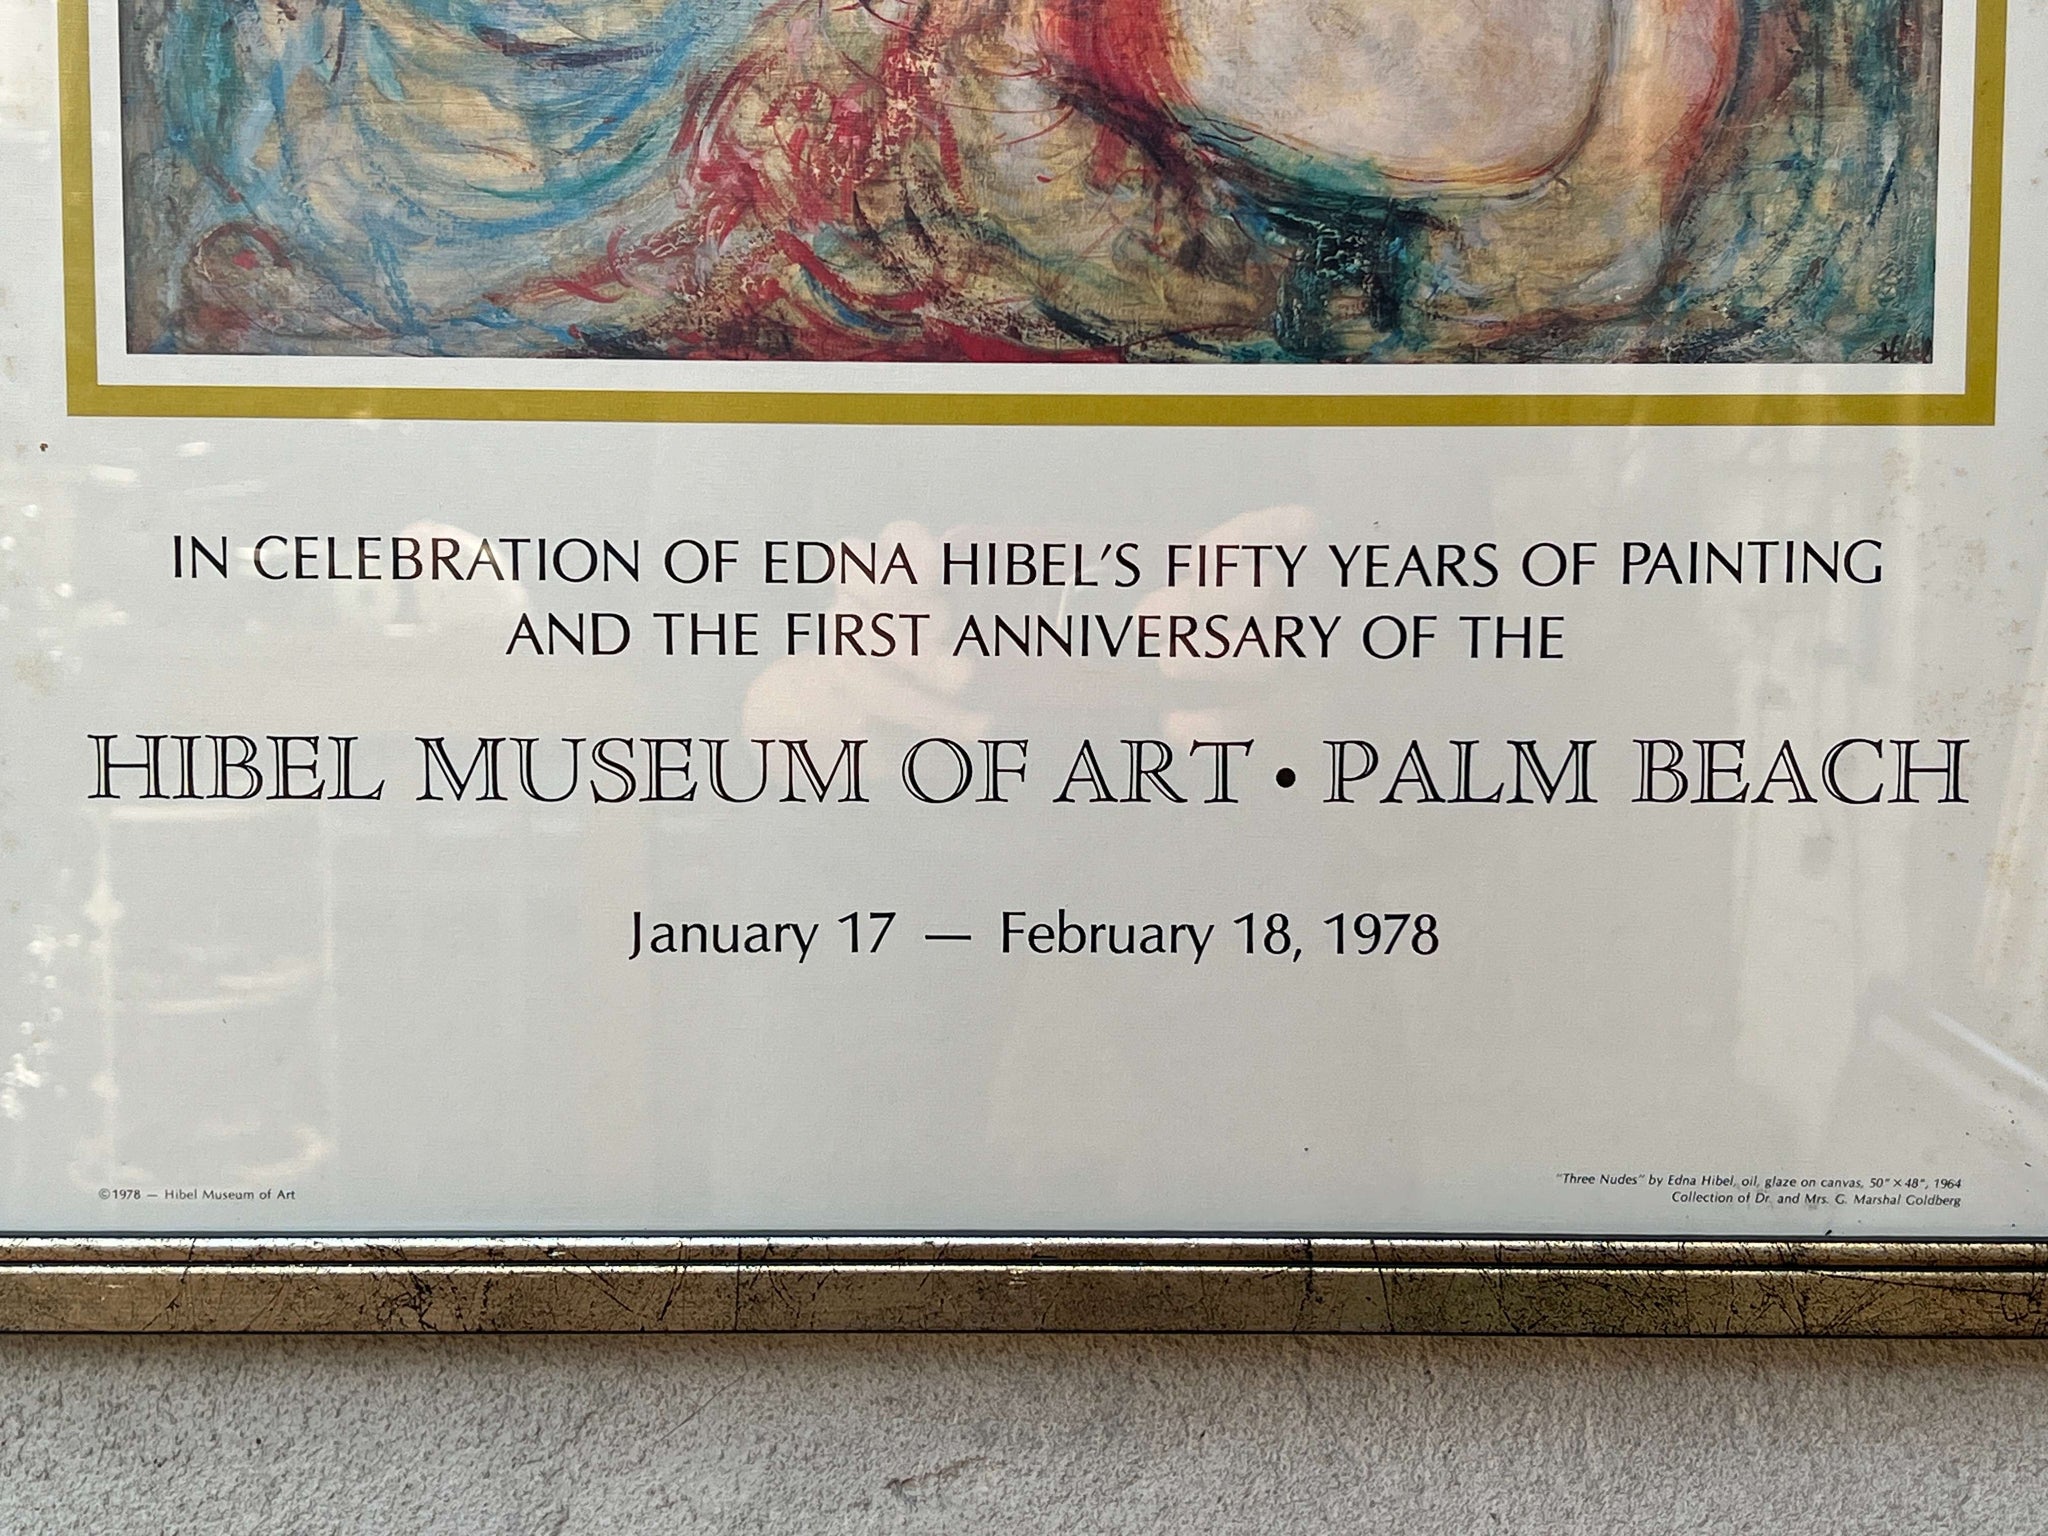 Hibel
IN CELEBRATION OF EDNA HIBEL'S FIFTY YEARS OF PAINTING
AND THE FIRST ANNIVERSARY OF THE
HIBEL MUSEUM OF ART • PALM BEACH
January 17 — February 18, 1978
©1978 — Hibel Museum of Art
"Three Nudes" by Edna Hibel, oil, glaze on canvas, 50" × 48", 1964
Collection of Dr. and Mrs. G. Marshal Goldberg